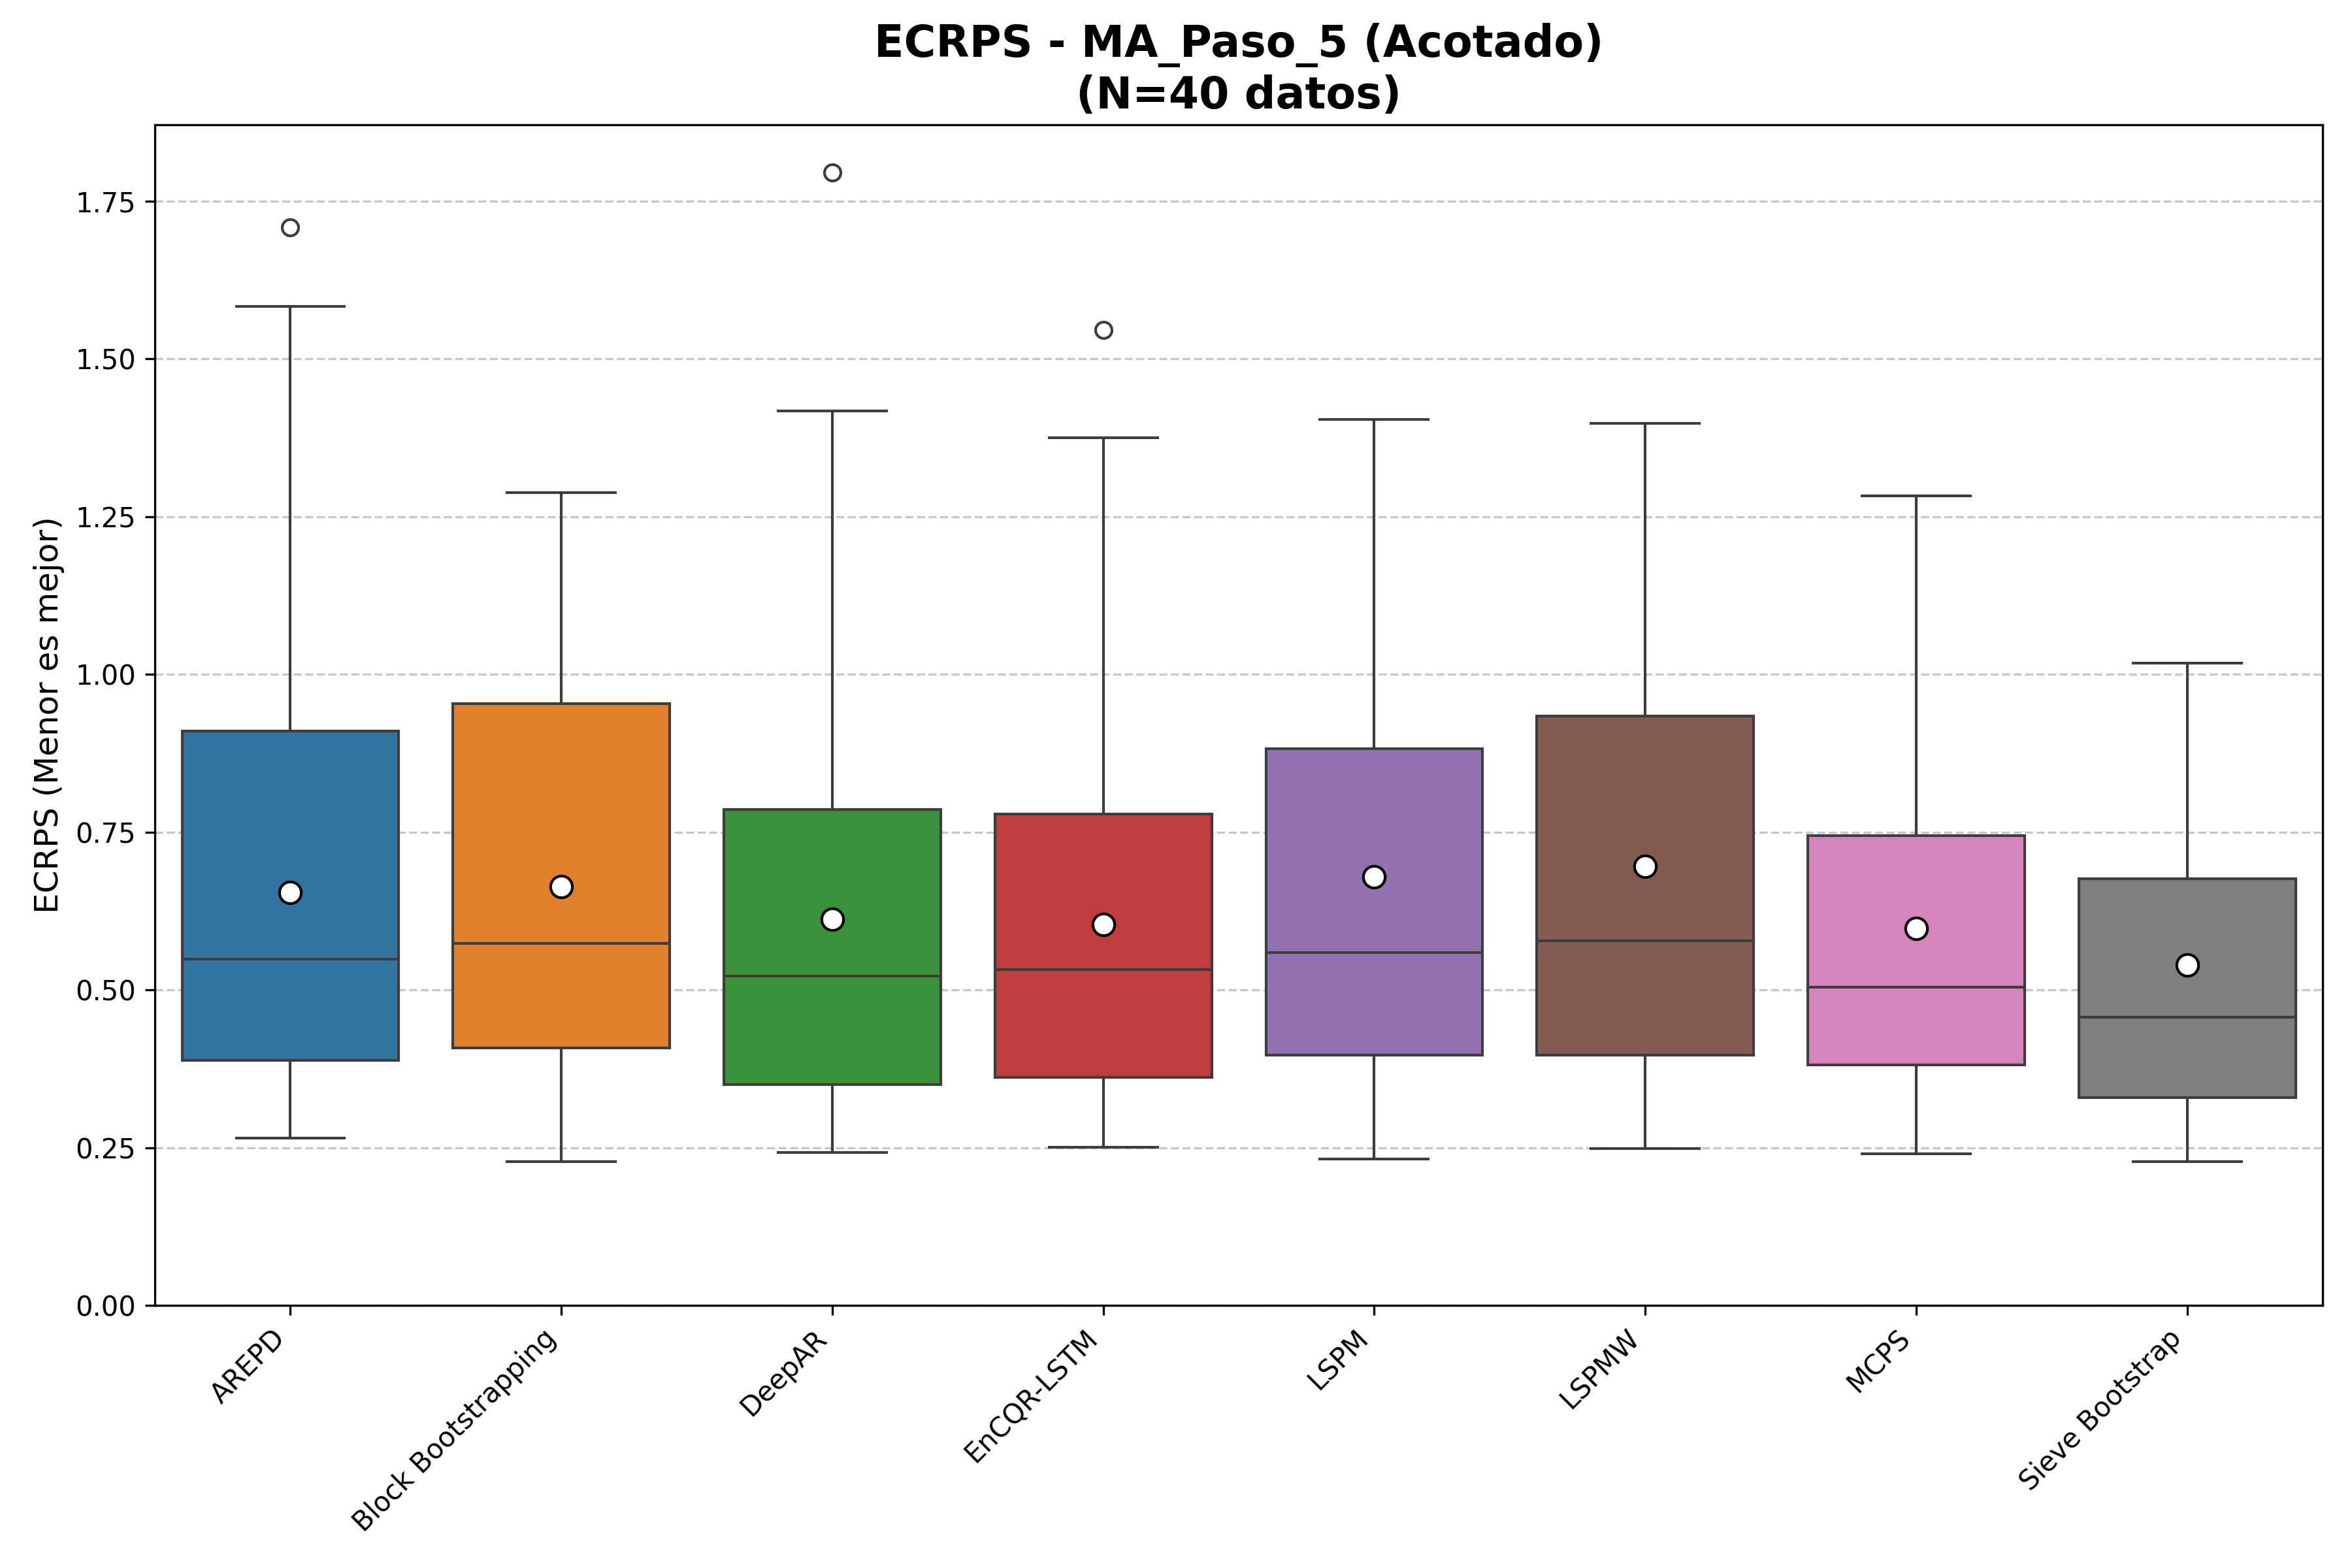 ECRPS - MA_Paso_5 (Acotado)
(N=40 datos)
ECRPS (Menor es mejor)
1.75
1.50
1.25
1.00
0.75
0.50
0.25
0.00
AREPD
Block Bootstrapping
DeepAR
EnCQR-LSTM
LSPM
LSPMW
MCPS
Sieve Bootstrap